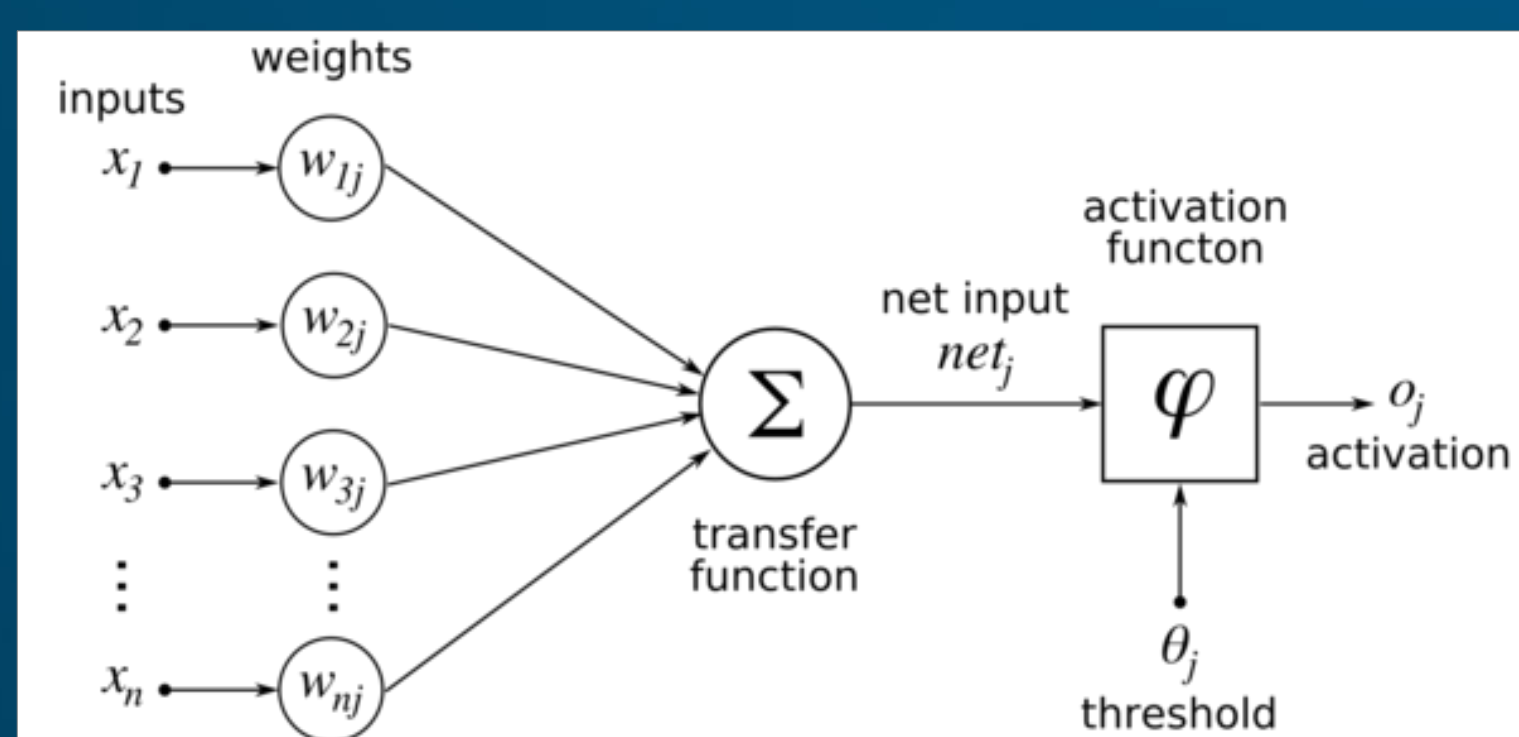 weights
inputs
x1
w1j
x2
w2j
x3
w3j
⋮
⋮
xn
wnj
Σ
transfer
function
net input
netj
activation
functon
φ
oj
activation
θj
threshold